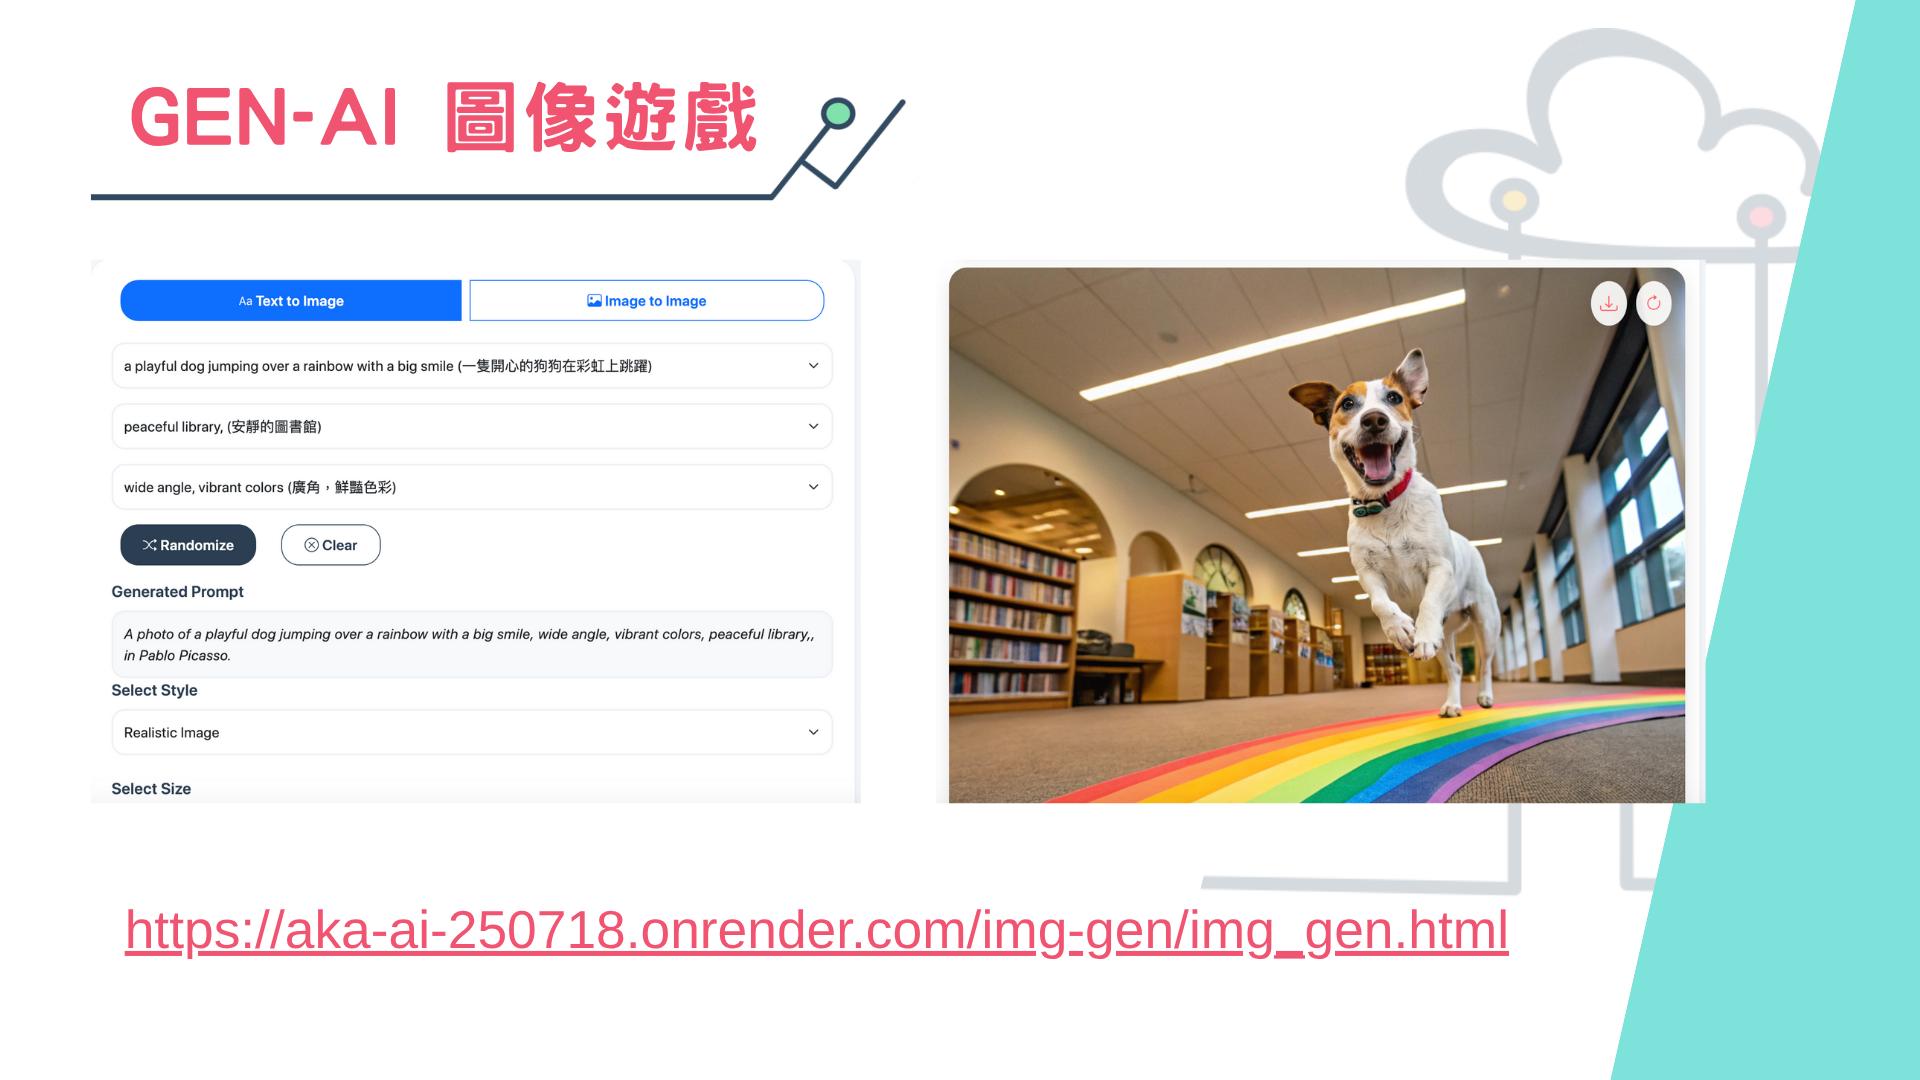 GEN-AI 圖像遊戲
Aa Text to Image
Image to Image
a playful dog jumping over a rainbow with a big smile (一隻開心的狗狗在彩虹上跳躍)
peaceful library, (安靜的圖書館)
wide angle, vibrant colors (廣角，鮮豔色彩)
Randomize
Clear
Generated Prompt
A photo of a playful dog jumping over a rainbow with a big smile, wide angle, vibrant colors, peaceful library,,
in Pablo Picasso.
Select Style
Realistic Image
Select Size
https://aka-ai-250718.onrender.com/img-gen/img_gen.html